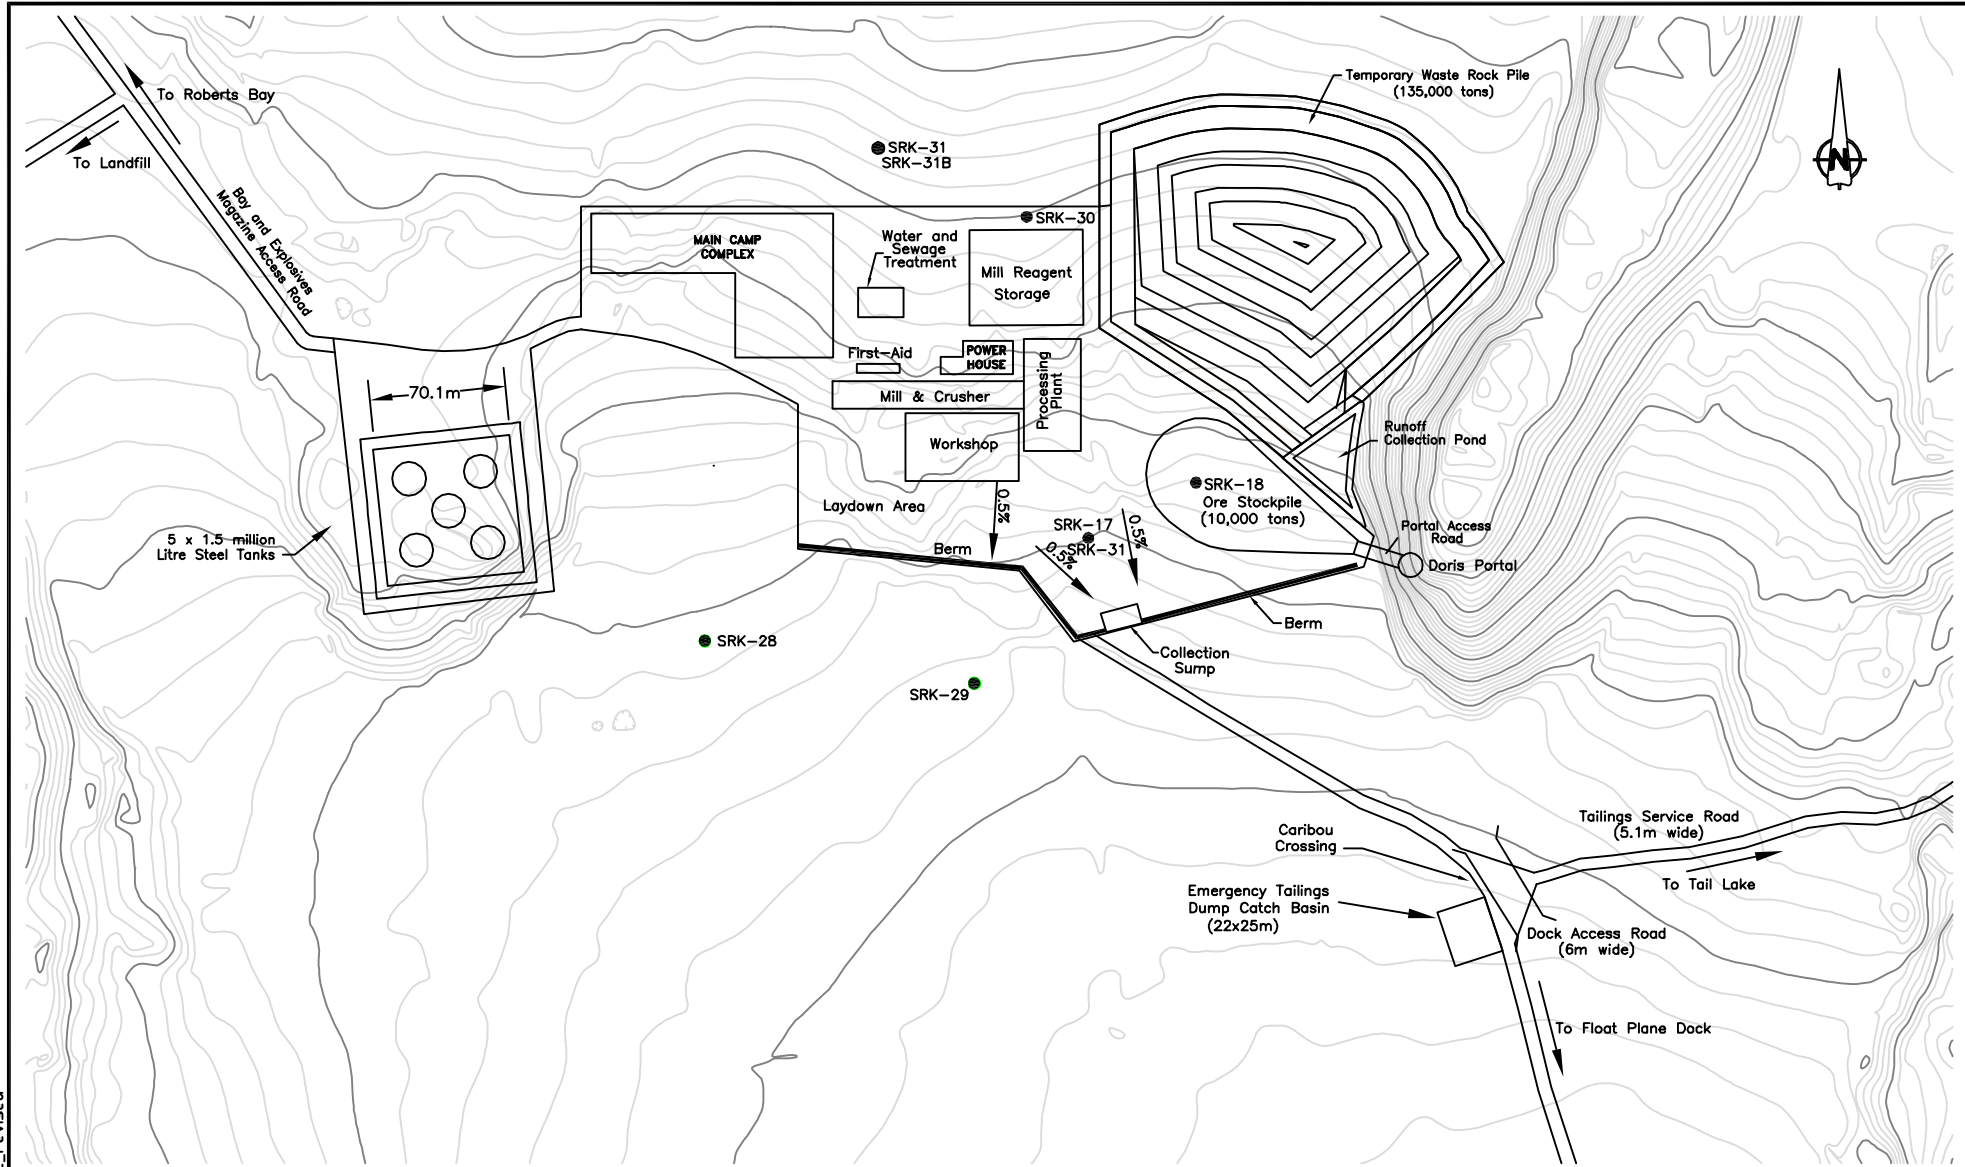 Temporary Waste Rock Pile
(135,000 tons)
To Roberts Bay
To Landfill
N
SRK-31
SRK-31B
Bay and Explosives
Magazine Access Road
SRK-30
MAIN CAMP
COMPLEX
Water and
Sewage
Treatment
Mill Reagent
Storage
First-Aid
POWER
HOUSE
Processing
Plant
70.1m
Mill & Crusher
Workshop
Runoff
Collection Pond
SRK-18
Ore Stockpile
(10,000 tons)
Laydown Area
0.5%
SRK-17
SRK-31
0.5%
0.5%
Portal Access
Road
Doris Portal
5 x 1.5 million
Litre Steel Tanks
Berm
Berm
Collection
Sump
SRK-28
SRK-29
Tailings Service Road
(5.1m wide)
Caribou
Crossing
To Tail Lake
Emergency Tailings
Dump Catch Basin
(22x25m)
Dock Access Road
(6m wide)
To Float Plane Dock